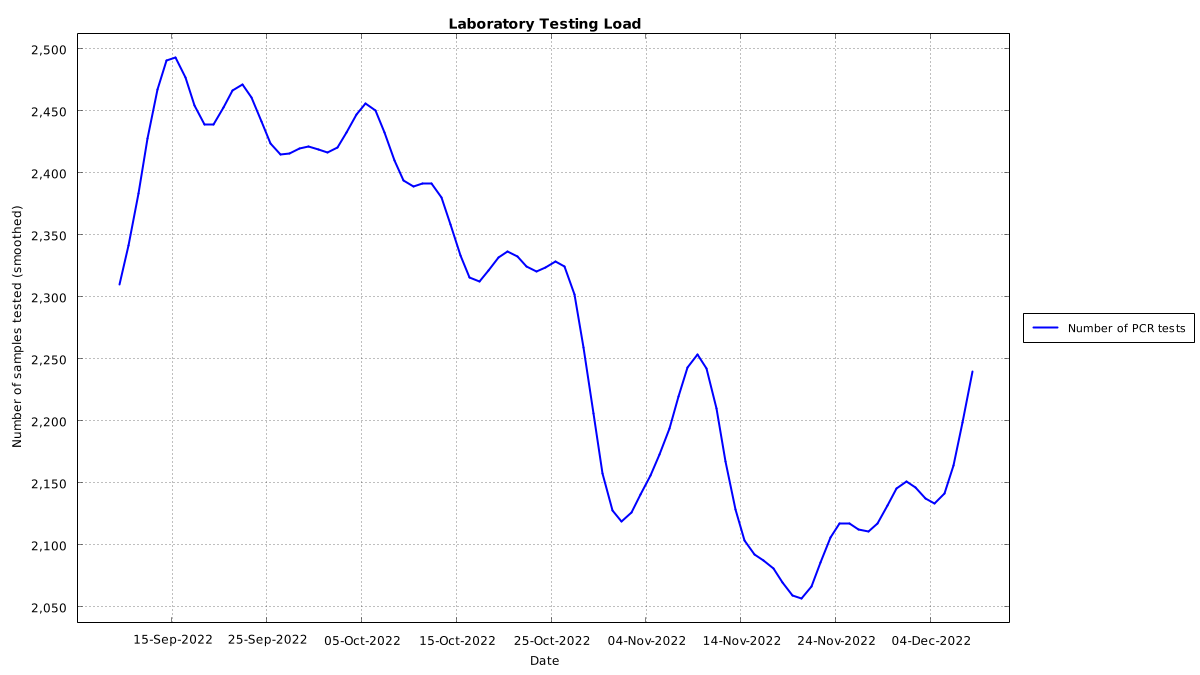 Laboratory Testing Load
2,500
2,450
2,400
2,350
2,300
2,250
2,200
2,150
2,100
2,050
Number of samples tested (smoothed)
15-Sep-2022 25-Sep-2022 05-Oct-2022 15-Oct-2022 25-Oct-2022 04-Nov-2022 14-Nov-2022 24-Nov-2022 04-Dec-2022
Date
Number of PCR tests